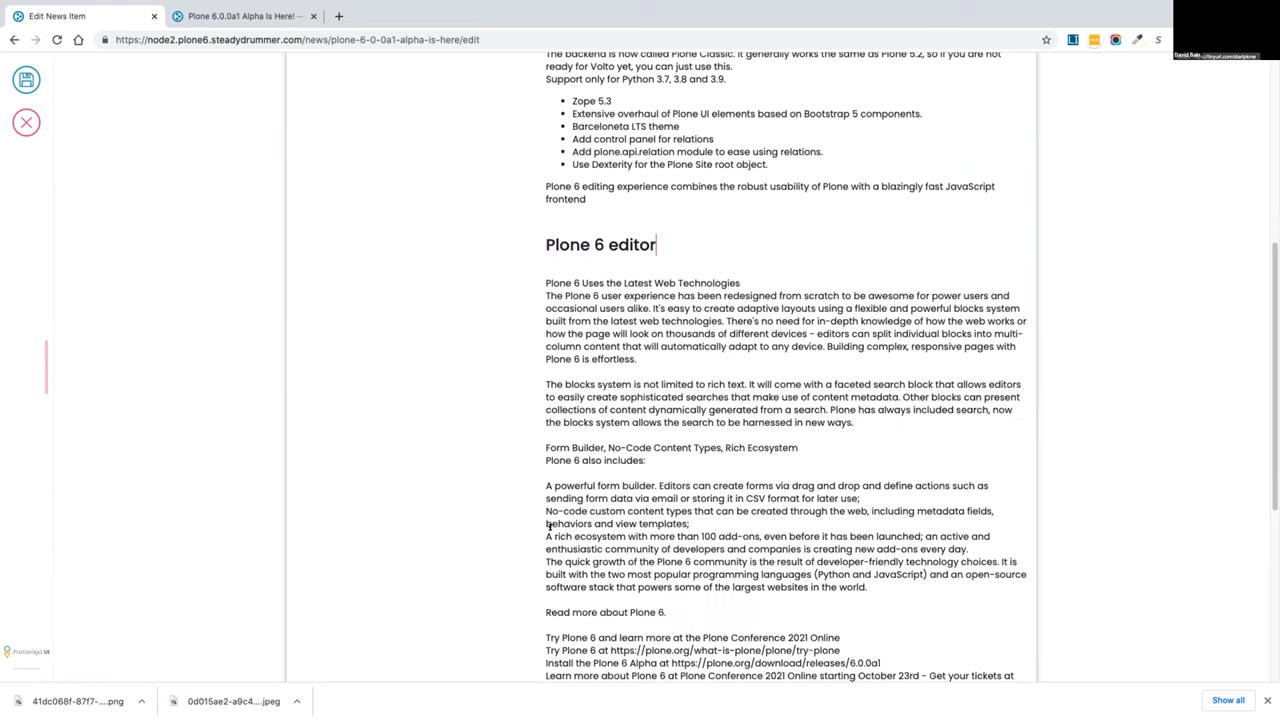 Edit News Item
Plone 6.0.0a1 Alpha Is Here! —
https://node2.plone6.steadydrummer.com/news/plone-6-0-0a1-alpha-is-here/edit
David Bain
The backend is now called Plone Classic. It generally works the same as Plone 5.2, so if you are not
ready for Volto yet, you can just use this.
Support only for Python 3.7, 3.8 and 3.9.
Zope 5.3
Extensive overhaul of Plone UI elements based on Bootstrap 5 components.
Barceloneta LTS theme
Add control panel for relations
Add plone.api.relation module to ease using relations.
Use Dexterity for the Plone Site root object.
Plone 6 editing experience combines the robust usability of Plone with a blazingly fast JavaScript
frontend
Plone 6 editor
Plone 6 Uses the Latest Web Technologies
The Plone 6 user experience has been redesigned from scratch to be awesome for power users and
occasional users alike. It's easy to create adaptive layouts using a flexible and powerful blocks system
built from the latest web technologies. There's no need for in-depth knowledge of how the web works or
how the page will look on thousands of different devices - editors can split individual blocks into multi-
column content that will automatically adapt to any device. Building complex, responsive pages with
Plone 6 is effortless.
The blocks system is not limited to rich text. It will come with a faceted search block that allows editors
to easily create sophisticated searches that make use of content metadata. Other blocks can present
collections of content dynamically generated from a search. Plone has always included search, now
the blocks system allows the search to be harnessed in new ways.
Form Builder, No-Code Content Types, Rich Ecosystem
Plone 6 also includes:
A powerful form builder. Editors can create forms via drag and drop and define actions such as
sending form data via email or storing it in CSV format for later use;
No-code custom content types that can be created through the web, including metadata fields,
behaviors and view templates;
A rich ecosystem with more than 100 add-ons, even before it has been launched; an active and
enthusiastic community of developers and companies is creating new add-ons every day.
The quick growth of the Plone 6 community is the result of developer-friendly technology choices. It is
built with the two most popular programming languages (Python and JavaScript) and an open-source
software stack that powers some of the largest websites in the world.
Read more about Plone 6.
Try Plone 6 and learn more at the Plone Conference 2021 Online
Try Plone 6 at https://plone.org/what-is-plone/plone/try-plone
Install the Plone 6 Alpha at https://plone.org/download/releases/6.0.0a1
Learn more about Plone 6 at Plone Conference 2021 Online starting October 23rd - Get your tickets at
Pastanaga UI
41dc068f-87f7-....png
0d015ae2-a9c4....jpeg
Show all